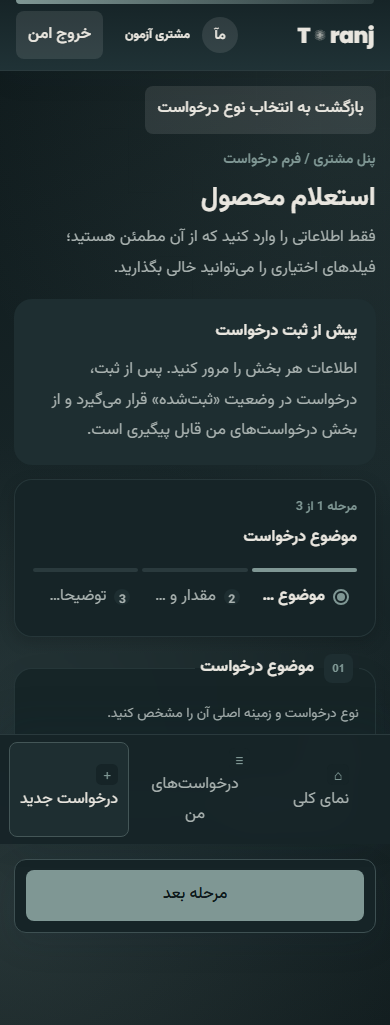 T ranj
مآ
مشتری آزمون
خروج امن
بازگشت به انتخاب نوع درخواست
پنل مشتری / فرم درخواست
استعلام محصول
فقط اطلاعاتی را وارد کنید که از آن مطمئن هستید؛
فیلدهای اختیاری را می‌توانید خالی بگذارید.
پیش از ثبت درخواست
اطلاعات هر بخش را مرور کنید. پس از ثبت،
درخواست در وضعیت «ثبت‌شده» قرار می‌گیرد و از
بخش درخواست‌های من قابل پیگیری است.
مرحله 1 از 3
موضوع درخواست
موضوع ...
2 مقدار و ...
3 توضیحا...
01 موضوع درخواست
نوع درخواست و زمینه اصلی آن را مشخص کنید.
نمای کلی
درخواست‌های
من
+
درخواست جدید
مرحله بعد